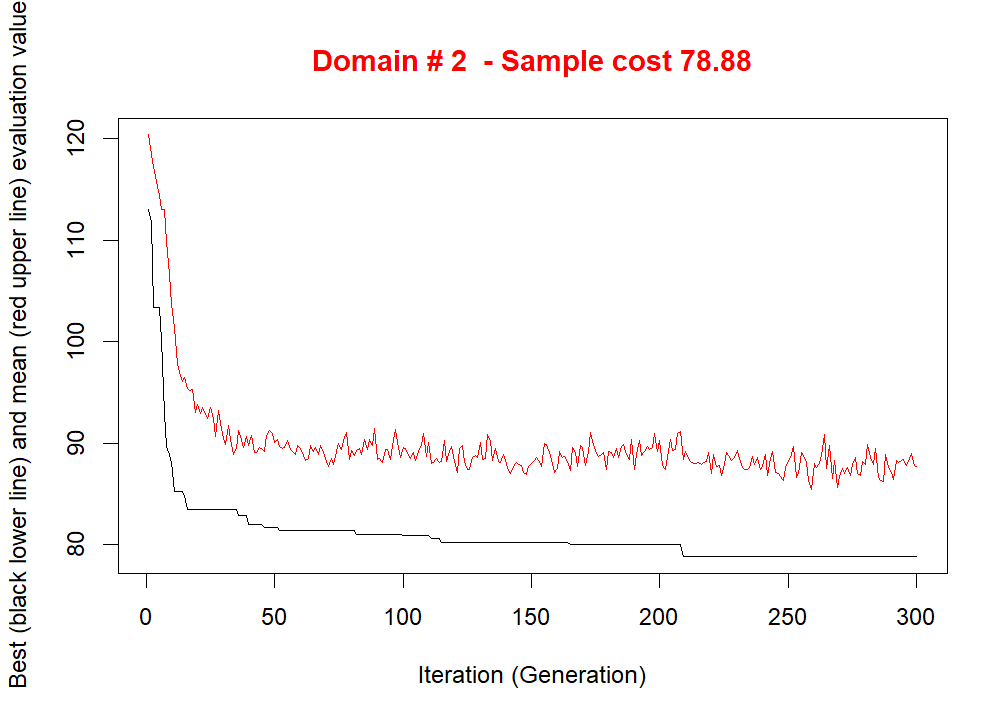 Domain # 2  - Sample cost 78.88
Best (black lower line) and mean (red upper line) evaluation value
120
110
100
90
80
0 50 100 150 200 250 300
Iteration (Generation)